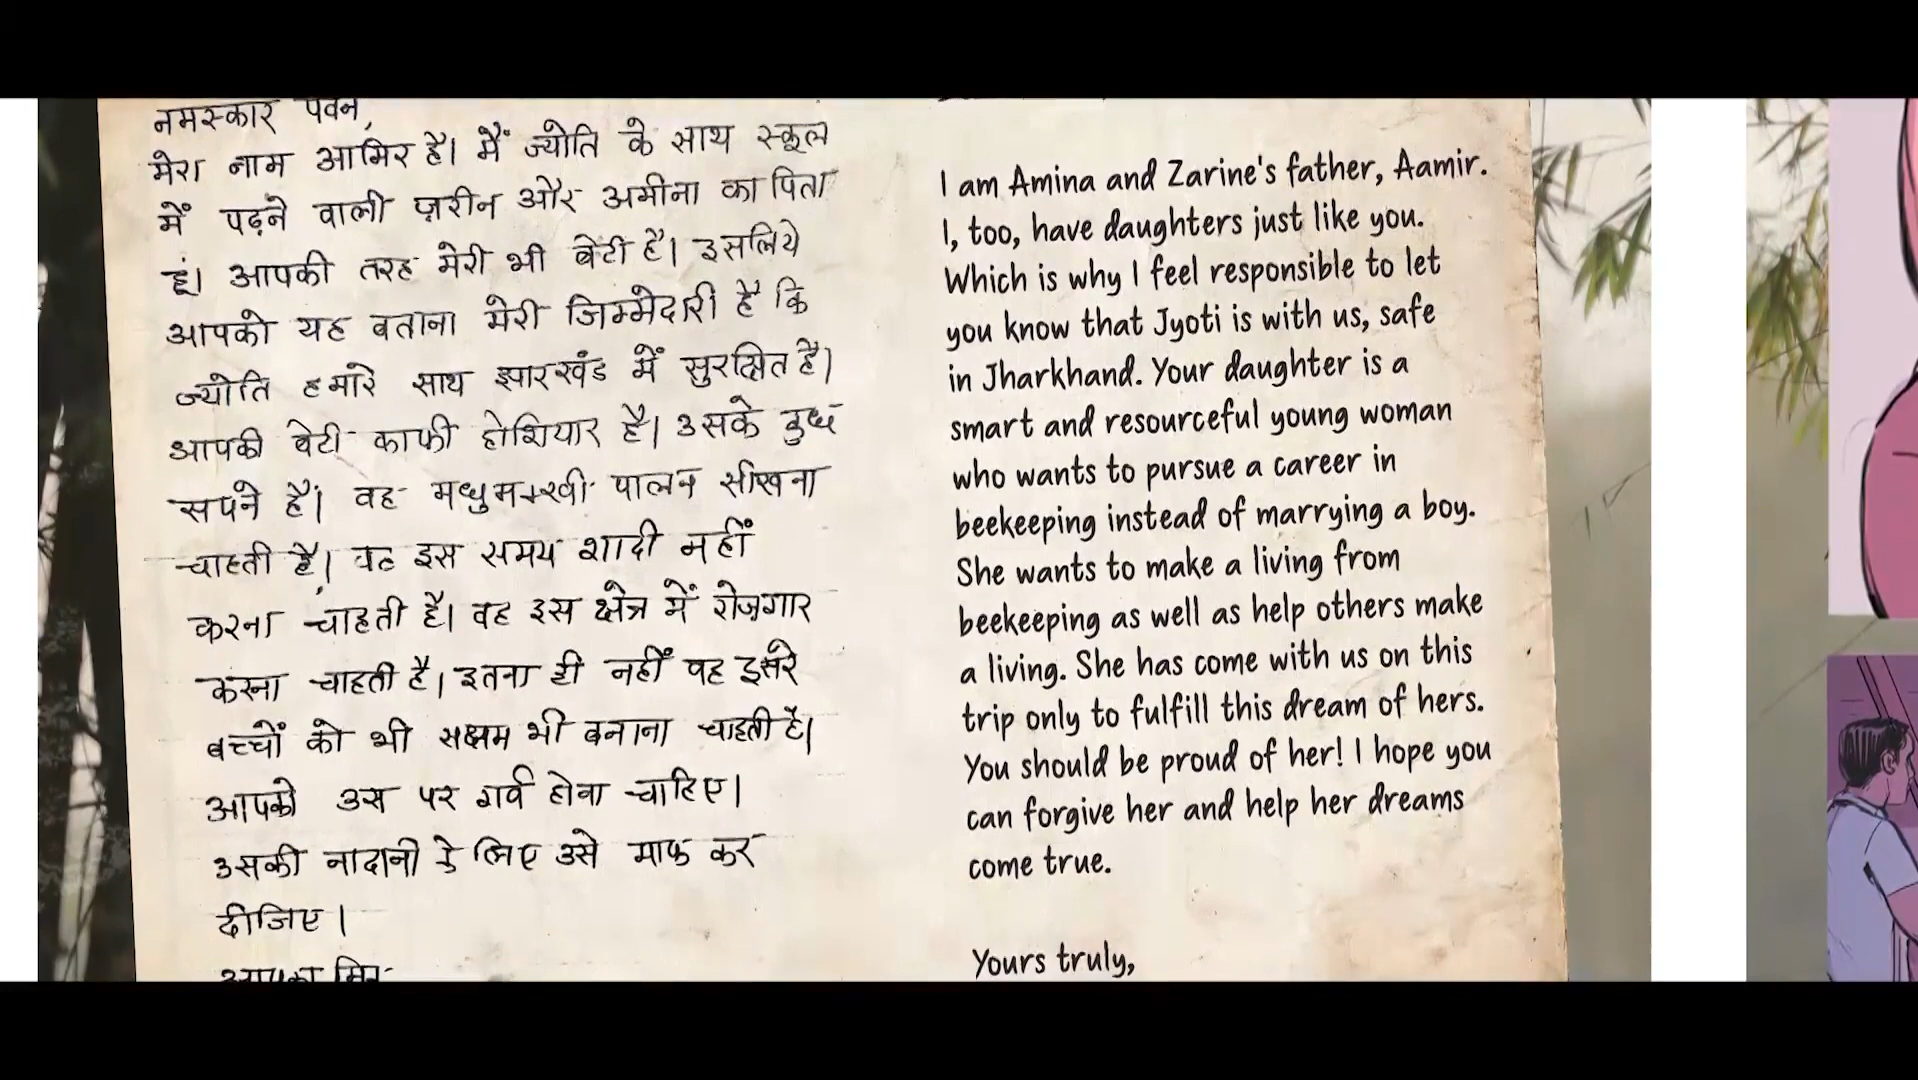 नमस्कार पवन,
मेरा नाम आमिर है। मैं ज्योति के साथ स्कूल
में पढ़ने वाली ज़रीन और अमीना का पिता
हूं। आपकी तरह मेरी भी बेटी है। इसलिये
आपको यह बताना मेरी जिम्मेदारी है कि
ज्योति हमारे साथ झारखंड में सुरक्षित है।
आपकी बेटी काफी होशियार है। उसके कुछ
सपने हैं। वह मधुमक्खी पालन सीखना
चाहती है। वह इस समय शादी नहीं
करना चाहती है। वह इस क्षेत्र में रोज़गार
करना चाहती है। इतना ही नहीं वह दूसरे
बच्चों को भी सक्षम भी बनाना चाहती है।
आपको उस पर गर्व होना चाहिए।
उसकी नादानी के लिए उसे माफ कर
दीजिए।
I am Amina and Zarine's father, Aamir.
I, too, have daughters just like you.
Which is why I feel responsible to let
you know that Jyoti is with us, safe
in Jharkhand. Your daughter is a
smart and resourceful young woman
who wants to pursue a career in
beekeeping instead of marrying a boy.
She wants to make a living from
beekeeping as well as help others make
a living. She has come with us on this
trip only to fulfill this dream of hers.
You should be proud of her! I hope you
can forgive her and help her dreams
come true.
Yours truly,